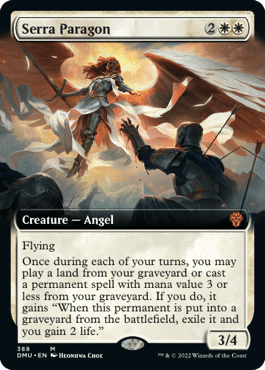 Serra Paragon 2
Creature — Angel
Flying
Once during each of your turns, you may
play a land from your graveyard or cast
a permanent spell with mana value 3 or
less from your graveyard. If you do, it
gains “When this permanent is put into a
graveyard from the battlefield, exile it and
you gain 2 life.”
3/4
388 M
DMU • EN HEONHWA CHOE
™ & © 2022 Wizards of the Coast